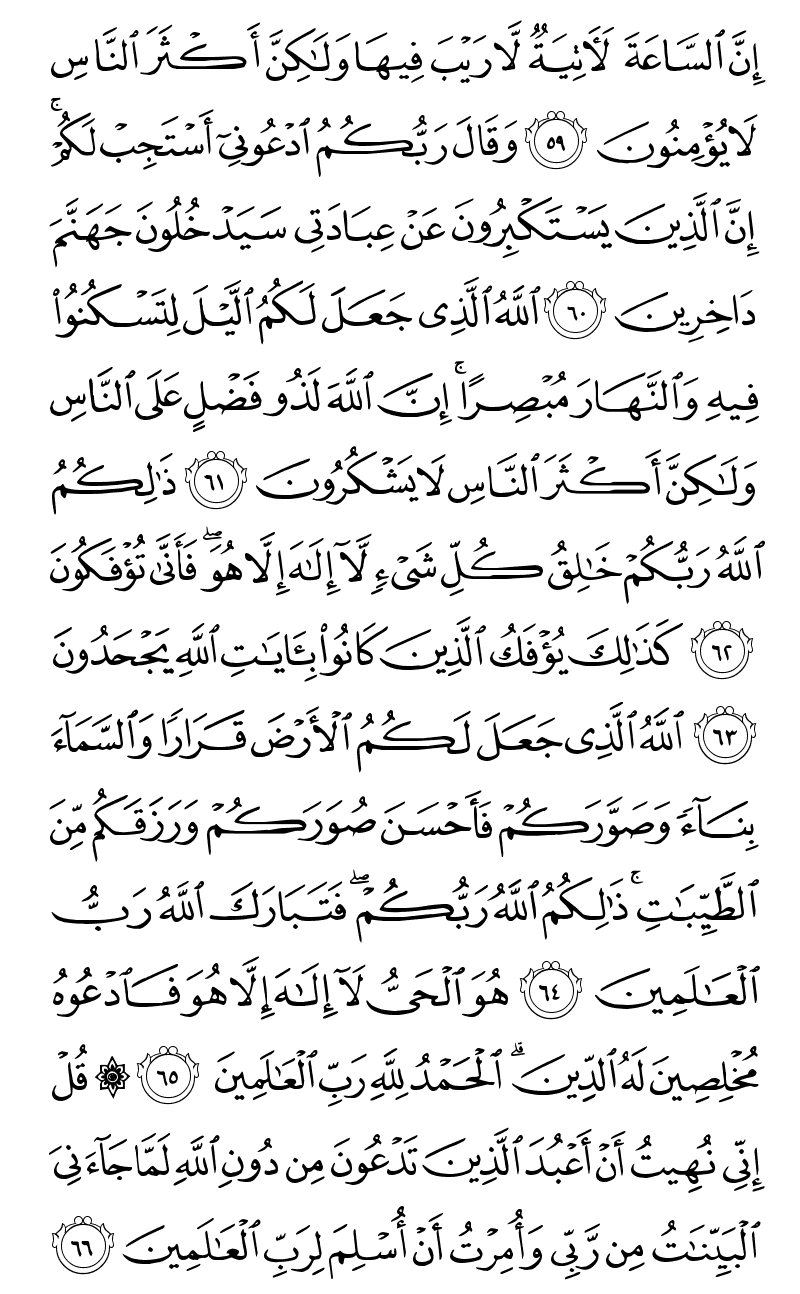 إِنَّ ٱلسَّاعَةَ لَـَٔاتِيَةٌ لَّا رَيْبَ فِيهَا وَلَـٰكِنَّ أَكْثَرَ ٱلنَّاسِ
لَا يُؤْمِنُونَ ٥٩ وَقَالَ رَبُّكُمُ ٱدْعُونِىٓ أَسْتَجِبْ لَكُمْ ۚ
إِنَّ ٱلَّذِينَ يَسْتَكْبِرُونَ عَنْ عِبَادَتِى سَيَدْخُلُونَ جَهَنَّمَ
دَاخِرِينَ ٦٠ ٱللَّهُ ٱلَّذِى جَعَلَ لَكُمُ ٱلَّيْلَ لِتَسْكُنُوا۟
فِيهِ وَٱلنَّهَارَ مُبْصِرًا ۚ إِنَّ ٱللَّهَ لَذُو فَضْلٍ عَلَى ٱلنَّاسِ
وَلَـٰكِنَّ أَكْثَرَ ٱلنَّاسِ لَا يَشْكُرُونَ ٦١ ذَٰلِكُمُ
ٱللَّهُ رَبُّكُمْ خَـٰلِقُ كُلِّ شَىْءٍ لَّآ إِلَـٰهَ إِلَّا هُوَ ۖ فَأَنَّىٰ تُؤْفَكُونَ
٦٢ كَذَٰلِكَ يُؤْفَكُ ٱلَّذِينَ كَانُوا۟ بِـَٔايَـٰتِ ٱللَّهِ يَجْحَدُونَ
٦٣ ٱللَّهُ ٱلَّذِى جَعَلَ لَكُمُ ٱلْأَرْضَ قَرَارًا وَٱلسَّمَآءَ
بِنَآءً وَصَوَّرَكُمْ فَأَحْسَنَ صُوَرَكُمْ وَرَزَقَكُم مِّنَ
ٱلطَّيِّبَـٰتِ ۚ ذَٰلِكُمُ ٱللَّهُ رَبُّكُمْ ۖ فَتَبَارَكَ ٱللَّهُ رَبُّ
ٱلْعَـٰلَمِينَ ٦٤ هُوَ ٱلْحَىُّ لَآ إِلَـٰهَ إِلَّا هُوَ فَٱدْعُوهُ
مُخْلِصِينَ لَهُ ٱلدِّينَ ۗ ٱلْحَمْدُ لِلَّهِ رَبِّ ٱلْعَـٰلَمِينَ ٦٥ ۞ قُلْ
إِنِّى نُهِيتُ أَنْ أَعْبُدَ ٱلَّذِينَ تَدْعُونَ مِن دُونِ ٱللَّهِ لَمَّا جَآءَنِىَ
ٱلْبَيِّنَـٰتُ مِن رَّبِّى وَأُمِرْتُ أَنْ أُسْلِمَ لِرَبِّ ٱلْعَـٰلَمِينَ ٦٦